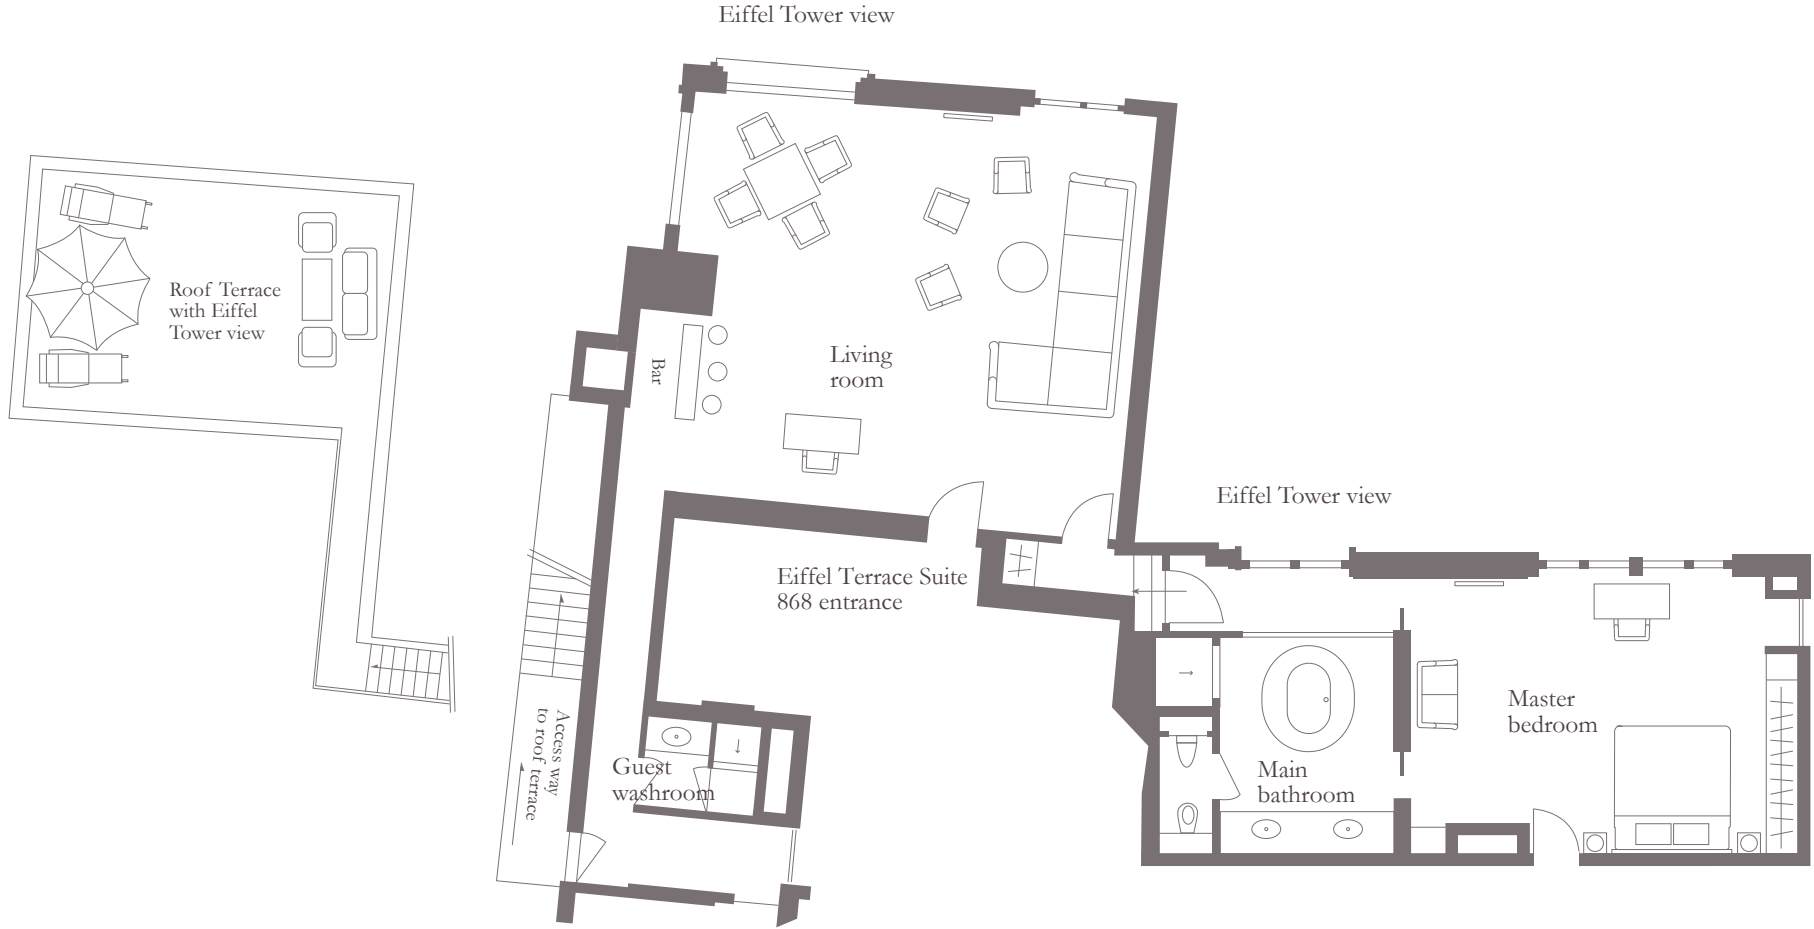 Eiffel Tower view
Roof Terrace
with Eiffel
Tower view
Living
room
Bar
Eiffel Tower view
Eiffel Terrace Suite
868 entrance
Master
bedroom
Access way
to roof terrace
Guest
washroom
Main
bathroom